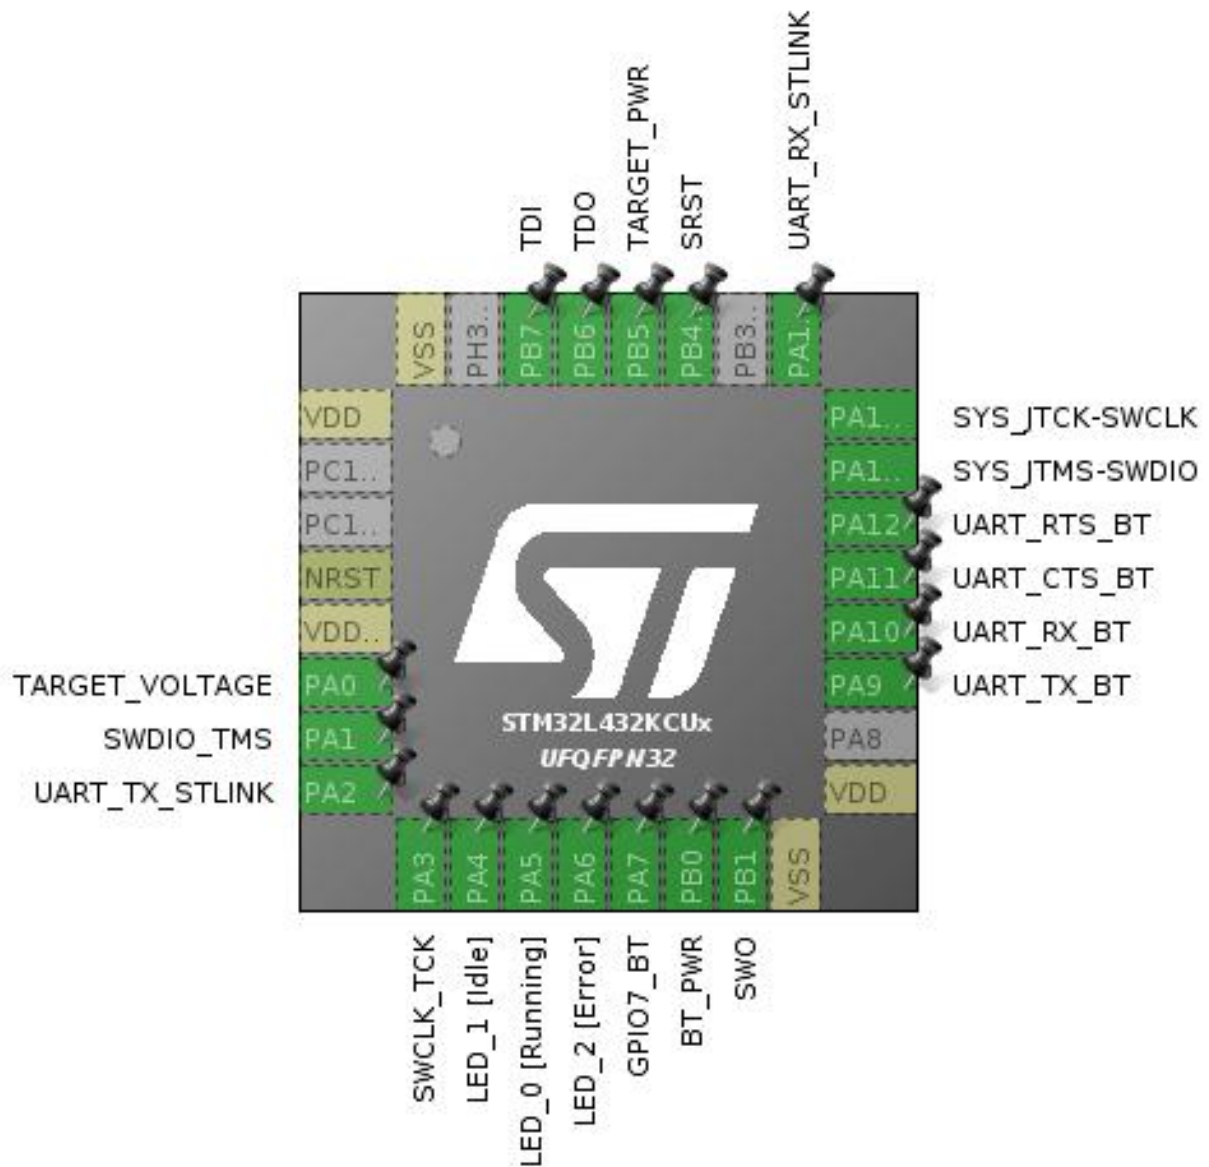 TDI
TDO
TARGET_PWR
SRST
UART_RX_STLINK
VSS
PH3..
PB7
PB6
PB5
PB4..
PB3..
PA1..
VDD
PC1..
PC1..
NRST
VDD..
TARGET_VOLTAGE PA0
SWDIO_TMS PA1
UART_TX_STLINK PA2
PA1.. SYS_JTCK-SWCLK
PA1.. SYS_JTMS-SWDIO
PA12 UART_RTS_BT
PA11 UART_CTS_BT
PA10 UART_RX_BT
PA9 UART_TX_BT
PA8
VDD
ST
STM32L432KCUx
UFQFPN32
PA3
PA4
PA5
PA6
PA7
PB0
PB1
VSS
SWCLK_TCK
LED_1 [Idle]
LED_0 [Running]
LED_2 [Error]
GPIO7_BT
BT_PWR
SWO